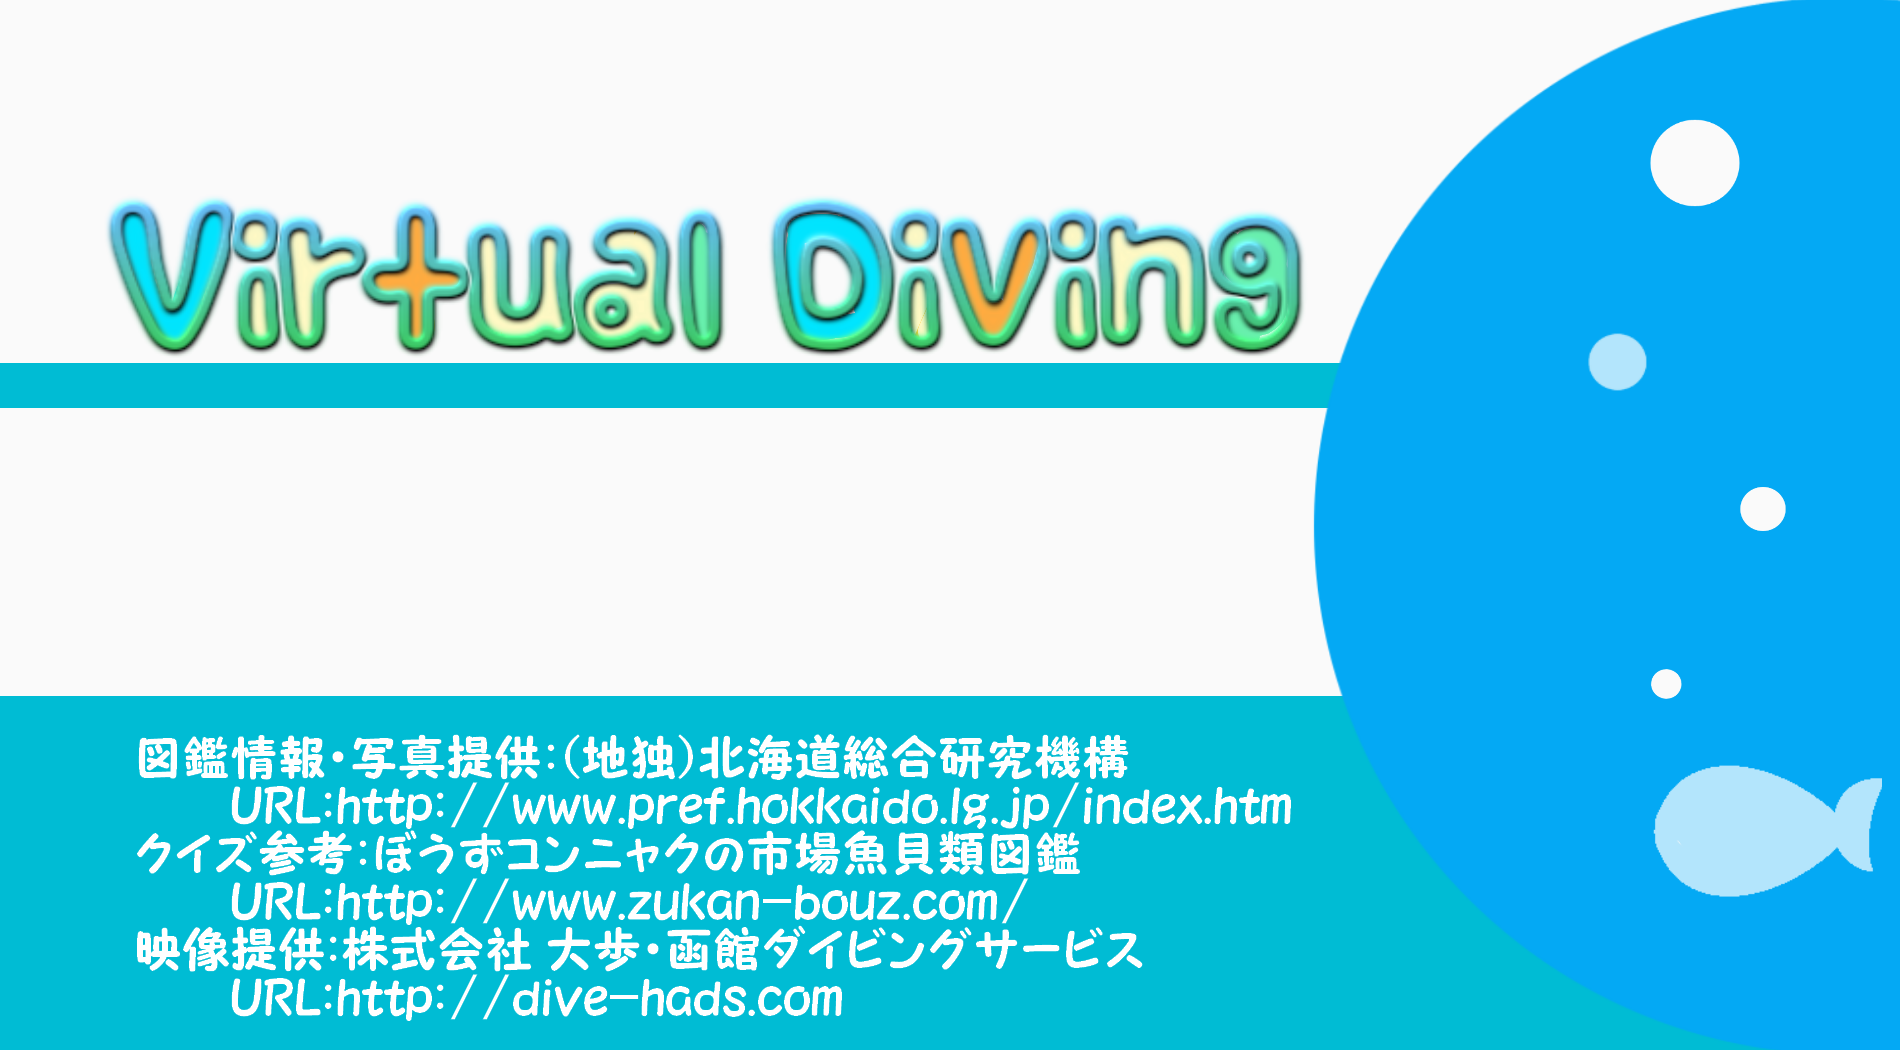 Virtual Diving
図鑑情報・写真提供：（地独）北海道総合研究機構
URL:http://www.pref.hokkaido.lg.jp/index.htm
クイズ参考：ぼうずコンニャクの市場魚貝類図鑑
URL:http://www.zukan-bouz.com/
映像提供：株式会社 大歩・函館ダイビングサービス
URL:http://dive-hads.com